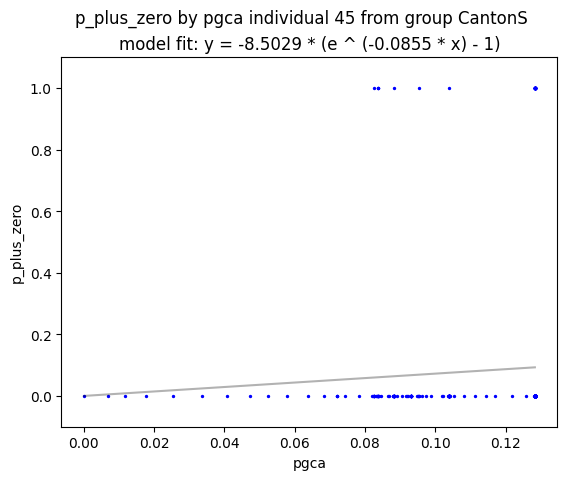 p_plus_zero by pgca individual 45 from group CantonS
model fit: y = -8.5029 * (e ^ (-0.0855 * x) - 1)
1.0
0.8
0.6
0.4
0.2
0.0
p_plus_zero
0.00 0.02 0.04 0.06 0.08 0.10 0.12
pgca